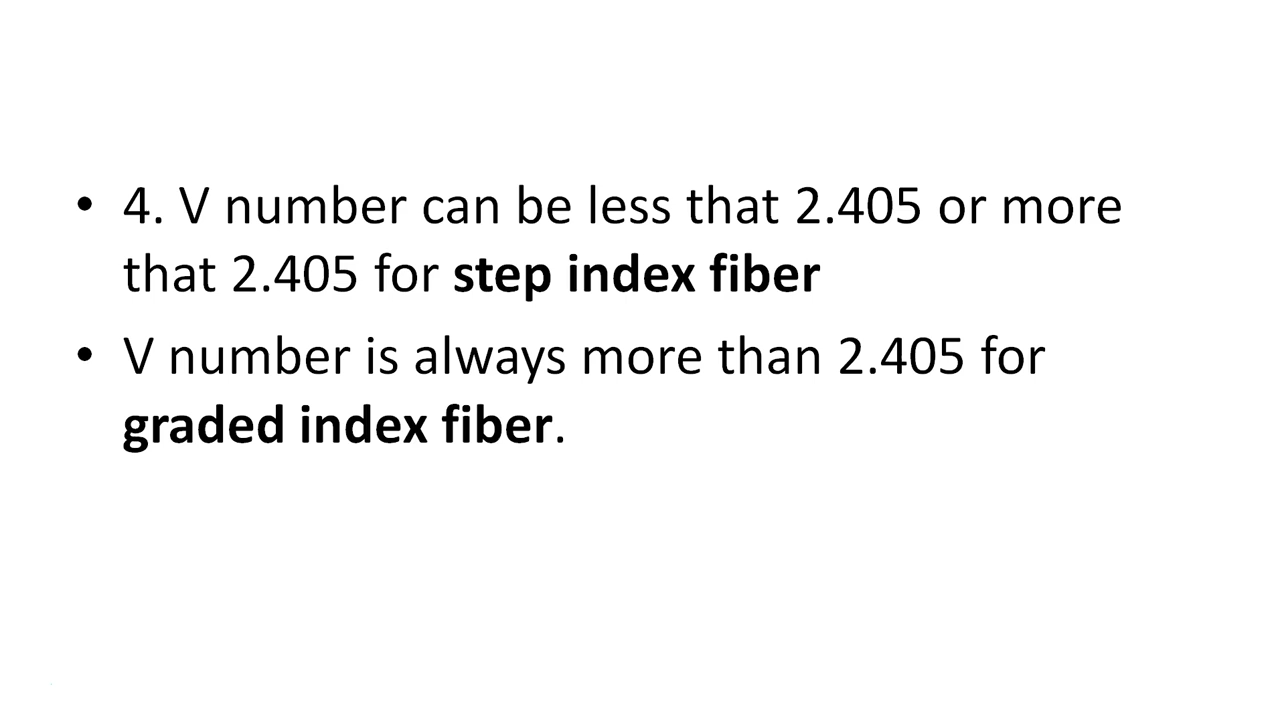 • 4. V number can be less that 2.405 or more
that 2.405 for step index fiber
• V number is always more than 2.405 for
graded index fiber.